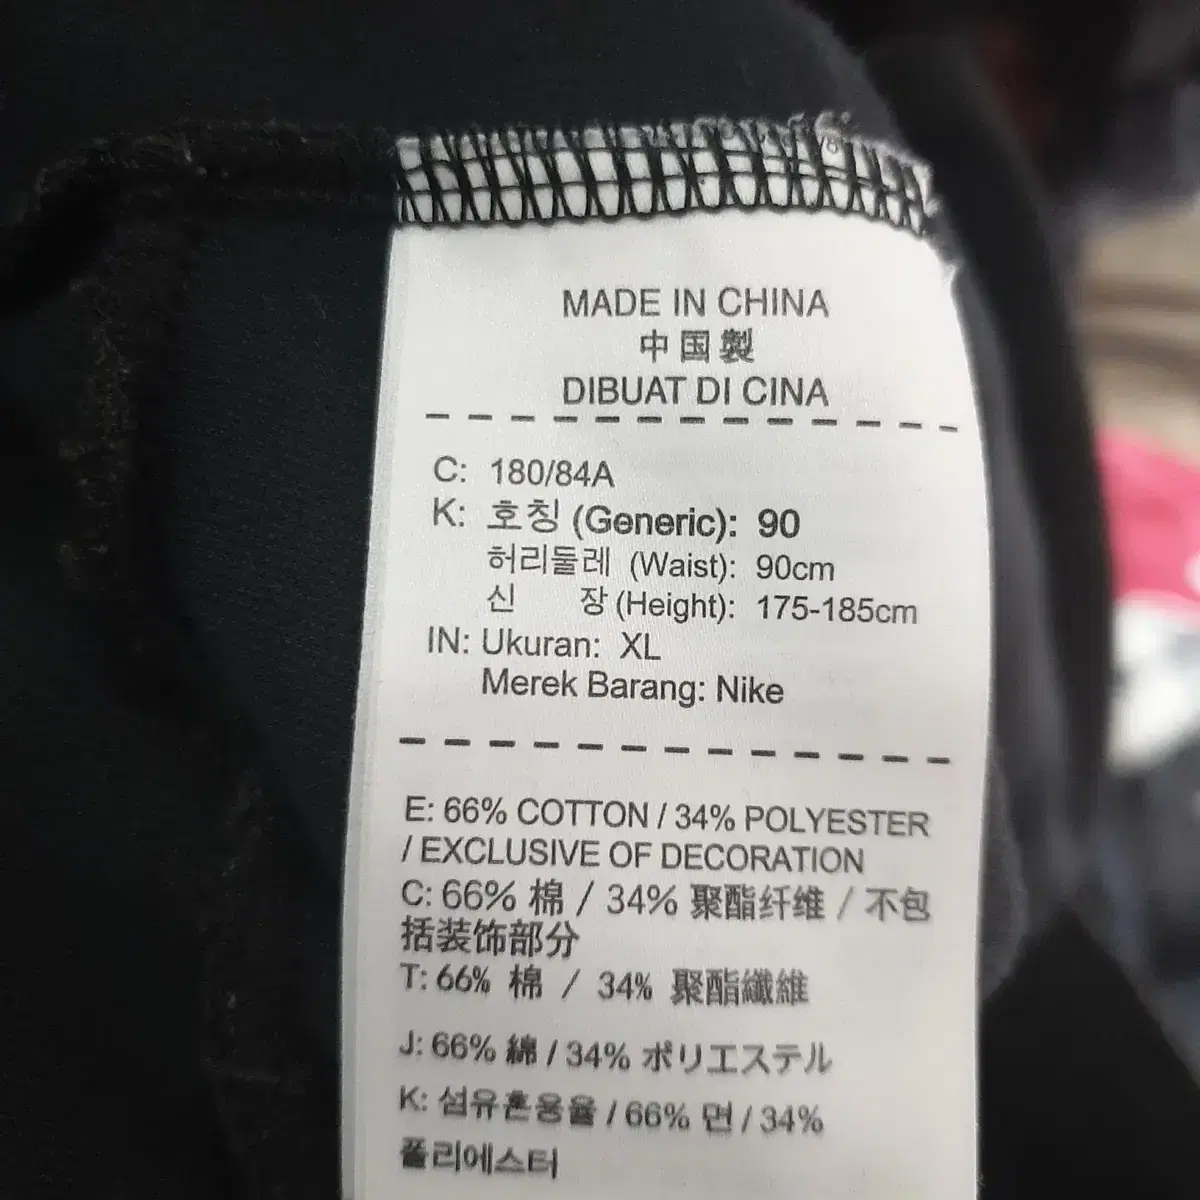 MADE IN CHINA
中国製
DIBUAT DI CINA
C: 180/84A
K: 호칭 (Generic): 90
허리둘레 (Waist): 90cm
신 장 (Height): 175-185cm
IN: Ukuran: XL
Merek Barang: Nike
E: 66% COTTON / 34% POLYESTER
/ EXCLUSIVE OF DECORATION
C: 66% 棉 / 34% 聚酯纤维 / 不包
括装饰部分
T: 66% 棉 / 34% 聚酯纖維
J: 66% 綿 / 34% ポリエステル
K: 섬유혼용율 / 66% 면 / 34%
폴리에스터